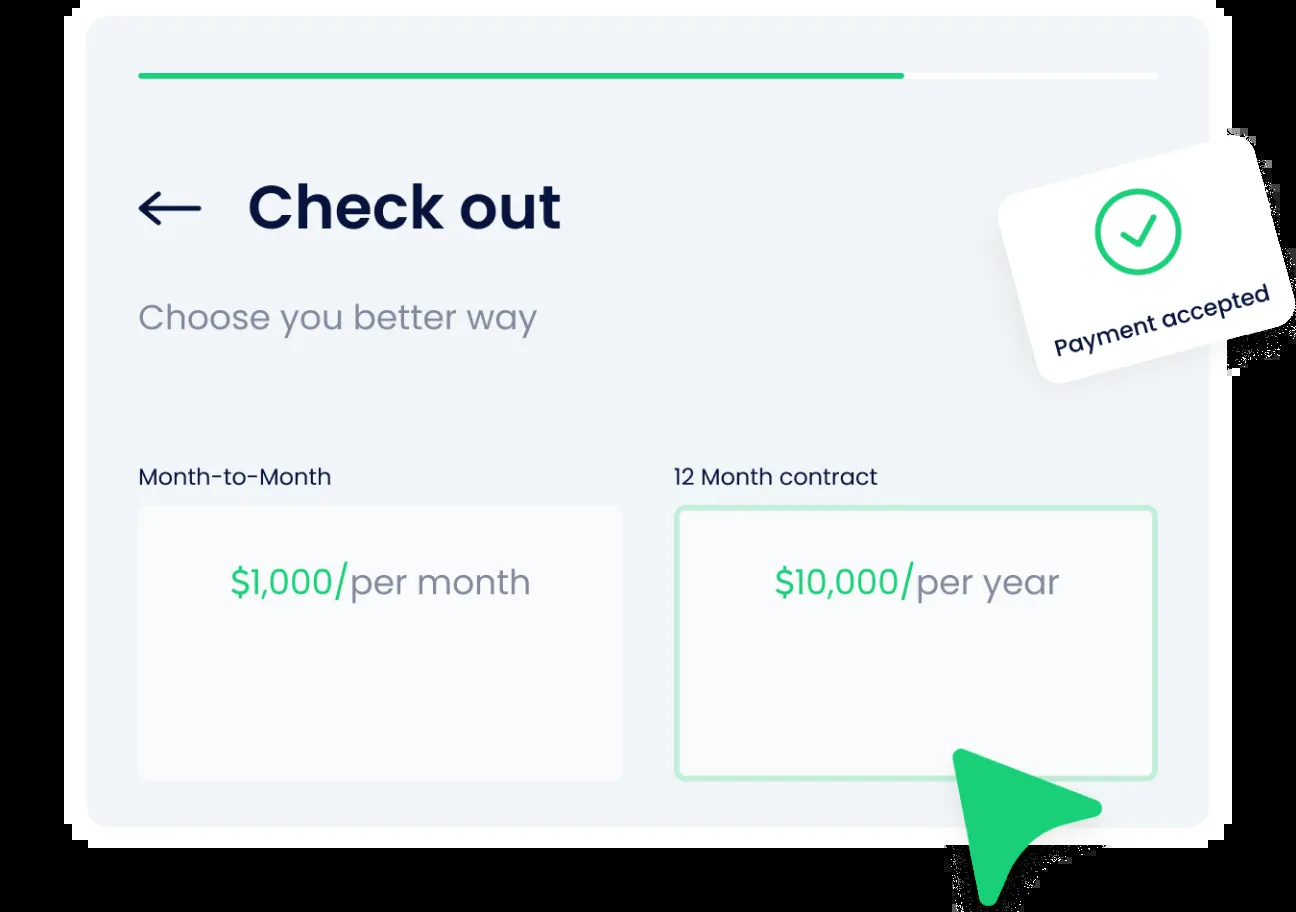 Check out
Choose you better way
Payment accepted
Month-to-Month
$1,000/per month
12 Month contract
$10,000/per year